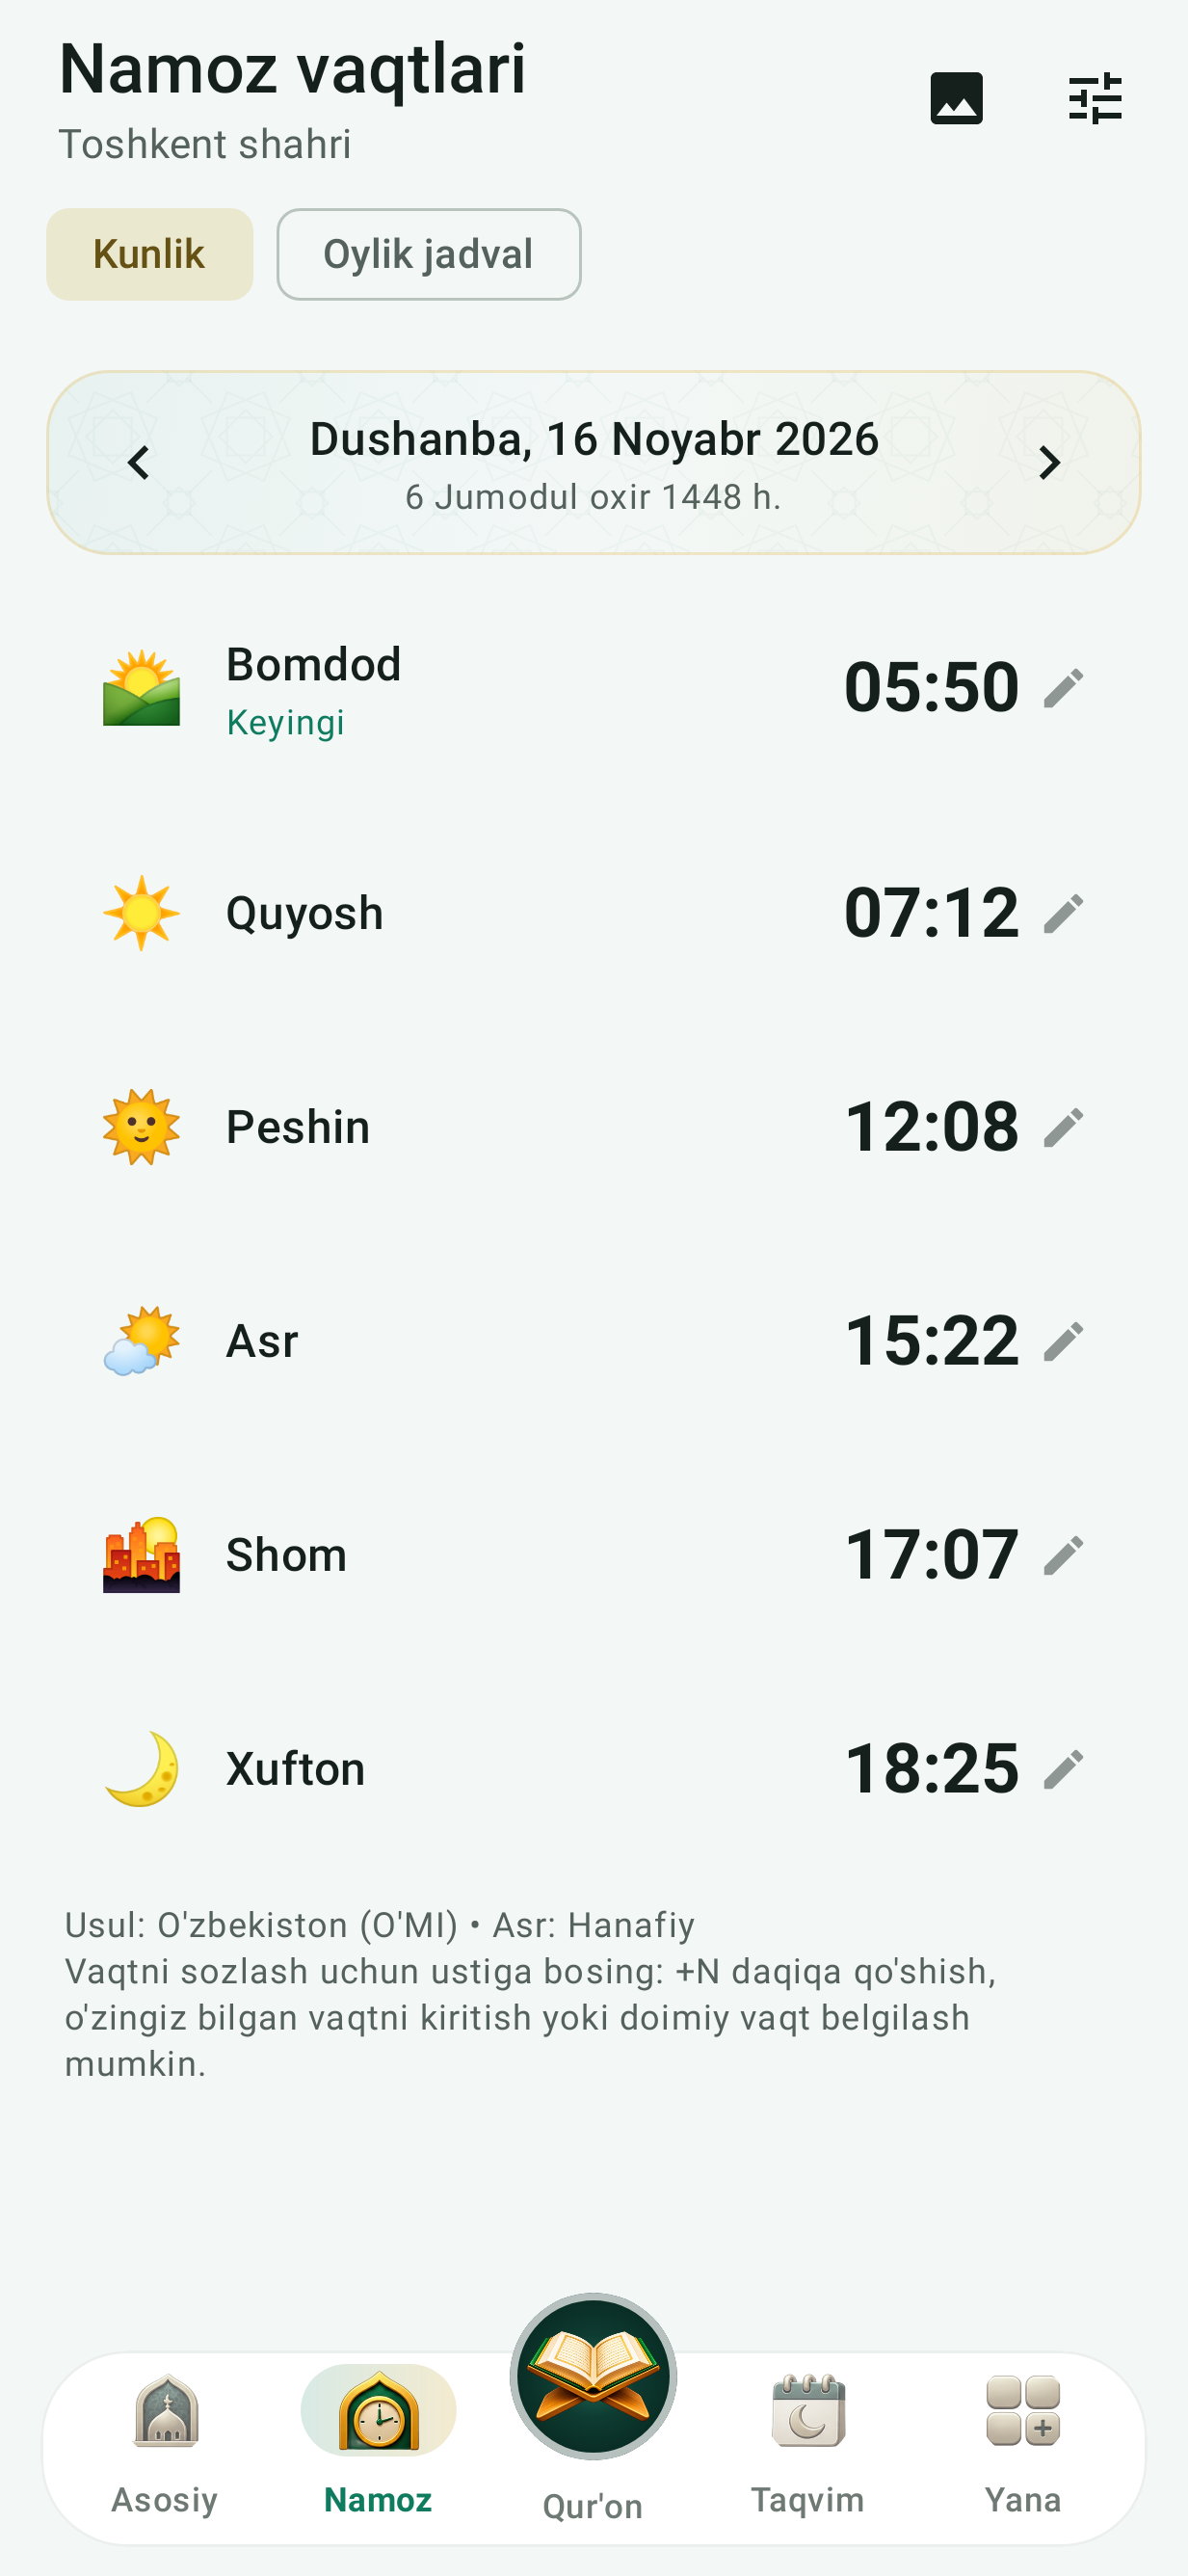 Namoz vaqtlari
Toshkent shahri
Kunlik
Oylik jadval
Dushanba, 16 Noyabr 2026
6 Jumodul oxir 1448 h.
Bomdod
Keyingi
05:50
Quyosh
07:12
Peshin
12:08
Asr
15:22
Shom
17:07
Xufton
18:25
Usul: O'zbekiston (O'MI) • Asr: Hanafiy
Vaqtni sozlash uchun ustiga bosing: +N daqiqa qo'shish,
o'zingiz bilgan vaqtni kiritish yoki doimiy vaqt belgilash
mumkin.
Asosiy
Namoz
Qur'on
Taqvim
Yana